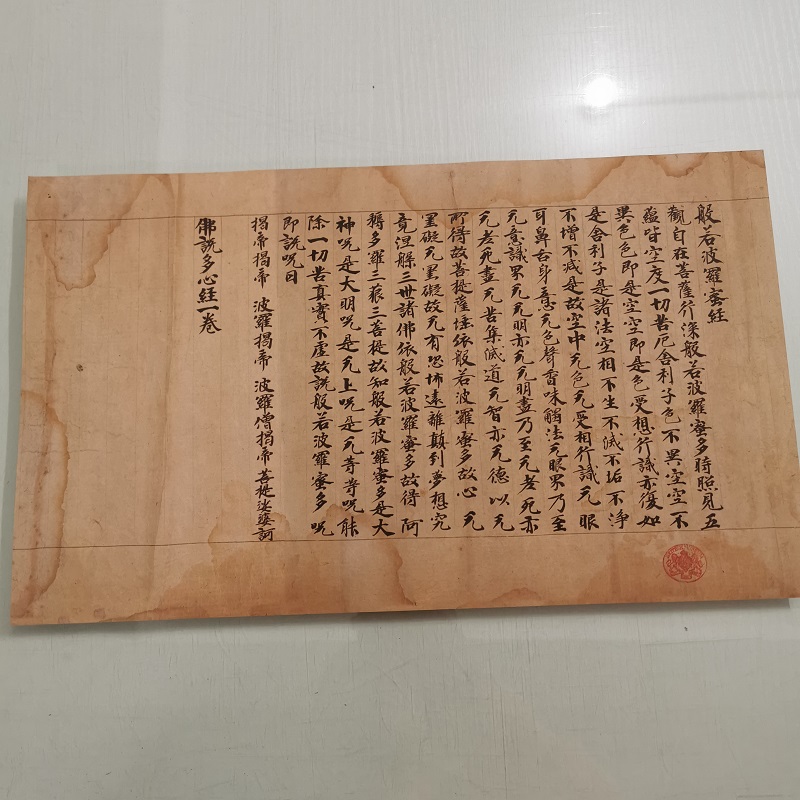 般若波羅蜜經
觀自在菩薩行深般若波羅蜜多時照見五
蘊皆空度一切苦厄舍利子色不異空空不
異色色即是空空即是色受想行識亦復如
是舍利子是諸法空相不生不滅不垢不淨
不增不減是故空中无色无受想行識无眼
耳鼻舌身意无色聲香味觸法无眼界乃至
无意識界无无明亦无无明盡乃至无老死亦
无老死盡无苦集滅道无智亦无德以无
所得故菩提薩埵依般若波羅蜜多故心无
罣礙无罣礙故无有恐怖遠離顛到夢想究
竟涅槃三世諸佛依般若波羅蜜多故得阿
耨多羅三藐三菩提故知般若波羅蜜多是大
神呪是大明呪是无上呪是无等等呪能
除一切苦真實不虛故說般若波羅蜜多呪
即說呪曰
揭帝揭帝 波羅揭帝 波羅僧揭帝 菩提娑婆訶
佛說多心経一卷